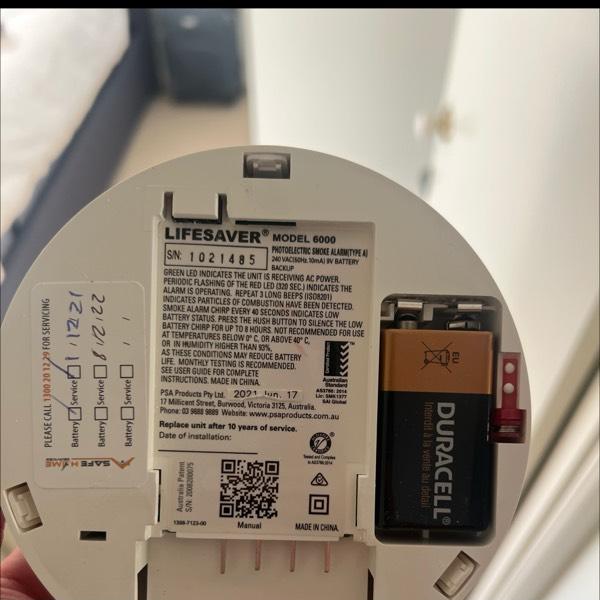 LIFESAVER® MODEL 6000
S/N: 1021485
PHOTOELECTRIC SMOKE ALARM(TYPE A)
240 VAC(50Hz.10mA) 9V BATTERY
BACKUP
GREEN LED INDICATES THE UNIT IS RECEIVING AC POWER.
PERIODIC FLASHING OF THE RED LED (320 SEC.) INDICATES THE
ALARM IS OPERATING. REPEAT 3 LONG BEEPS (ISO8201)
INDICATES PARTICLES OF COMBUSTION HAVE BEEN DETECTED.
SMOKE ALARM CHIRP EVERY 40 SECONDS INDICATES LOW
BATTERY STATUS. PRESS THE HUSH BUTTON TO SILENCE THE LOW
BATTERY CHIRP FOR UP TO 8 HOURS. NOT RECOMMENDED FOR USE
AT TEMPERATURES BELOW 0° C, OR ABOVE 40° C,
OR IN HUMIDITY HIGHER THAN 93%,
AS THESE CONDITIONS MAY REDUCE BATTERY
LIFE. MONTHLY TESTING IS RECOMMENDED.
SEE USER GUIDE FOR COMPLETE
INSTRUCTIONS. MADE IN CHINA.
PSA Products Pty Ltd. 2021 Jun. 17
17 Millicent Street, Burwood, Victoria 3125, Australia.
Phone: 03 9888 9889 Website: www.psaproducts.com.au
Replace unit after 10 years of service.
Date of installation:
Australian
Standard
AS3786: 2014
Lic: SMK1377
SAI Global
Tested and Complies
to AS3786:2014
Australia Patent
S/N: 2008200075
1308-7123-00
Manual
MADE IN CHINA.
PLEASE CALL 1300 20 12 29 FOR SERVICING
Battery Service 1.12.21
Battery Service 8.12.22
Battery Service
SAFE HOME
EU
DURACELL®
Interdit à la vente au détail